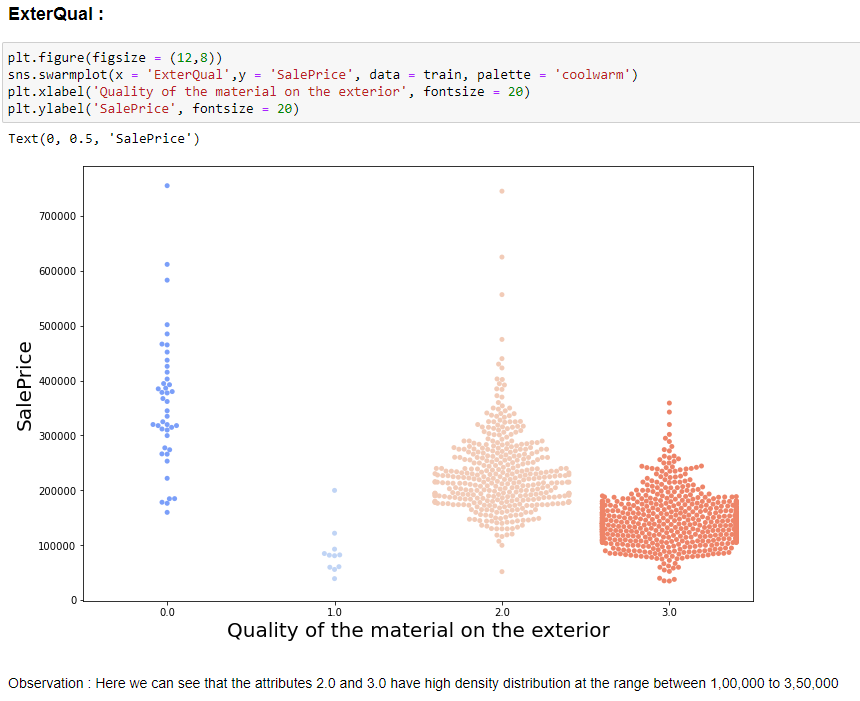 ExterQual :
plt.figure(figsize = (12,8))
sns.swarmplot(x = 'ExterQual',y = 'SalePrice', data = train, palette = 'coolwarm')
plt.xlabel('Quality of the material on the exterior', fontsize = 20)
plt.ylabel('SalePrice', fontsize = 20)
Text(0, 0.5, 'SalePrice')
700000
600000
500000
400000
300000
200000
100000
0
SalePrice
0.0 1.0 2.0 3.0
Quality of the material on the exterior
Observation : Here we can see that the attributes 2.0 and 3.0 have high density distribution at the range between 1,00,000 to 3,50,000